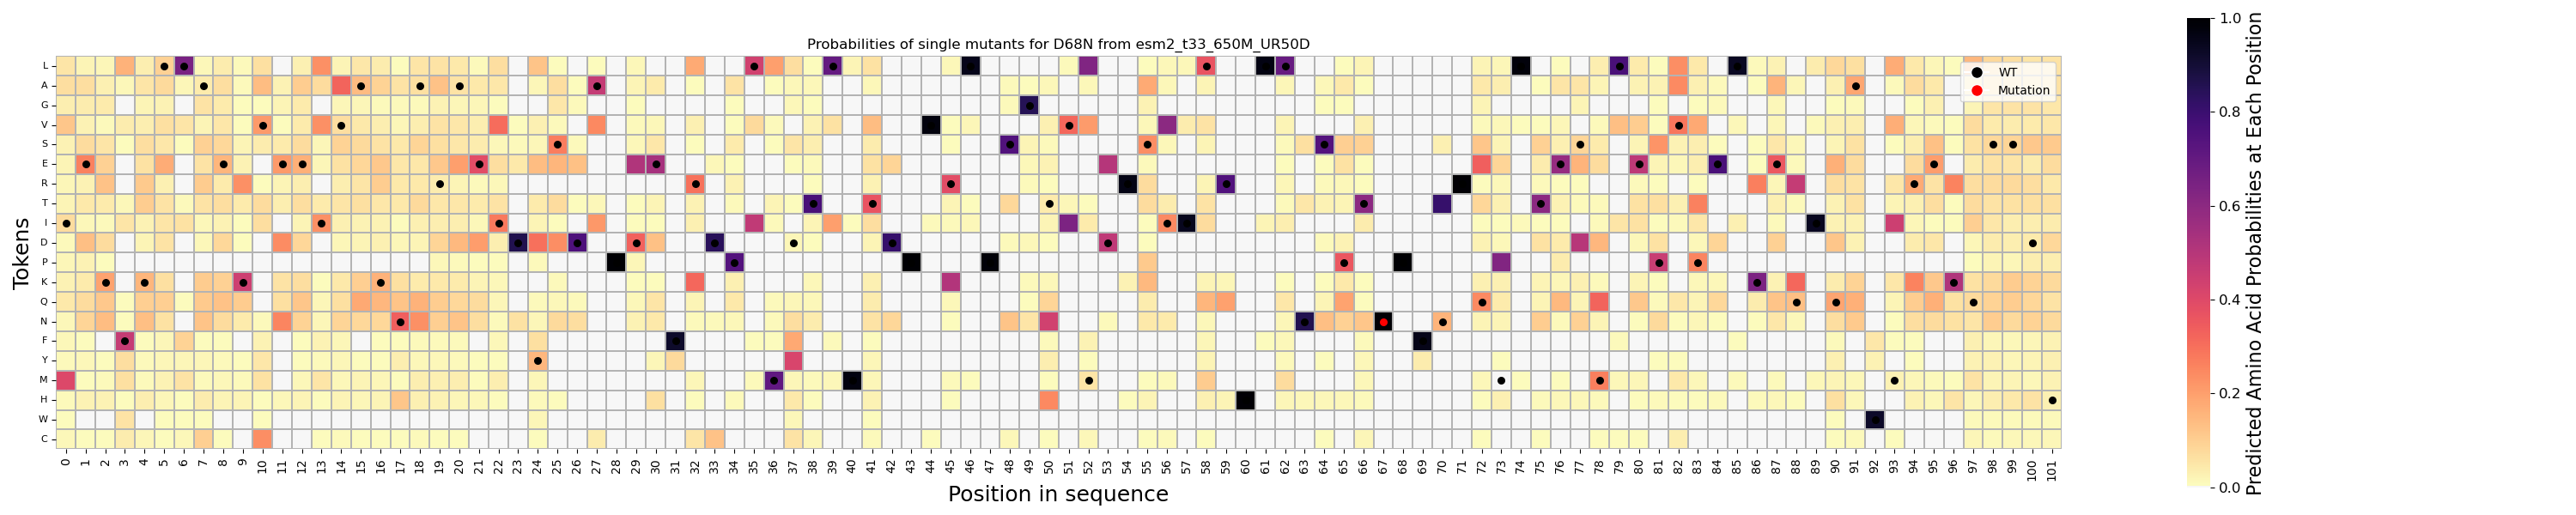 Probabilities of single mutants for D68N from esm2_t33_650M_UR50D
Tokens
L
A
G
V
S
E
R
T
I
D
P
K
Q
N
F
Y
M
H
W
C
WT
Mutation
0 1 2 3 4 5 6 7 8 9 10 11 12 13 14 15 16 17 18 19 20 21 22 23 24 25 26 27 28 29 30 31 32 33 34 35 36 37 38 39 40 41 42 43 44 45 46 47 48 49 50 51 52 53 54 55 56 57 58 59 60 61 62 63 64 65 66 67 68 69 70 71 72 73 74 75 76 77 78 79 80 81 82 83 84 85 86 87 88 89 90 91 92 93 94 95 96 97 98 99 100 101
Position in sequence
1.0
0.8
0.6
0.4
0.2
0.0
Predicted Amino Acid Probabilities at Each Position